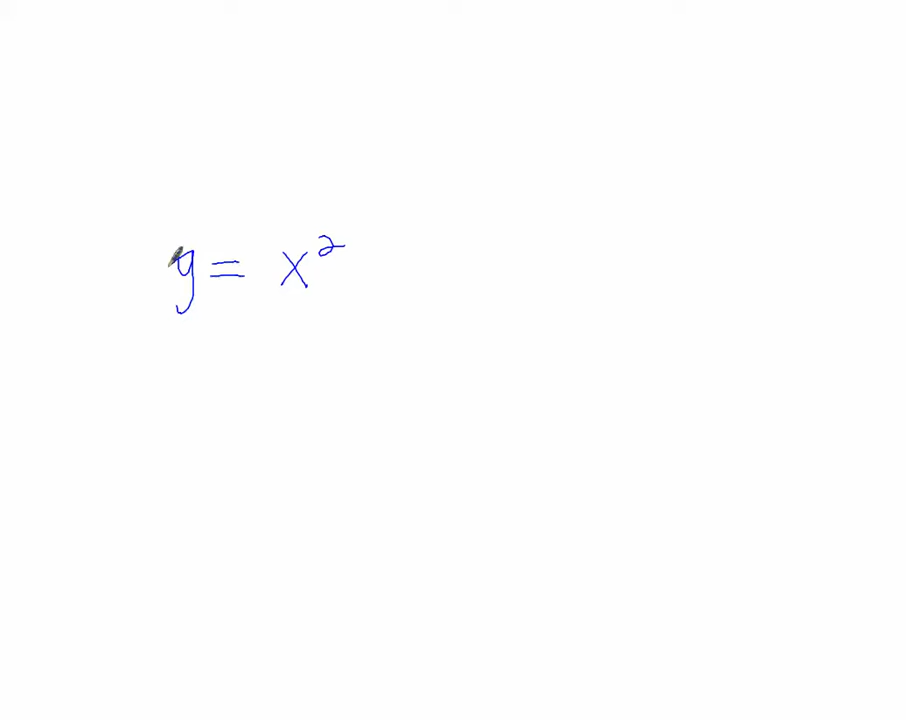 y = x²